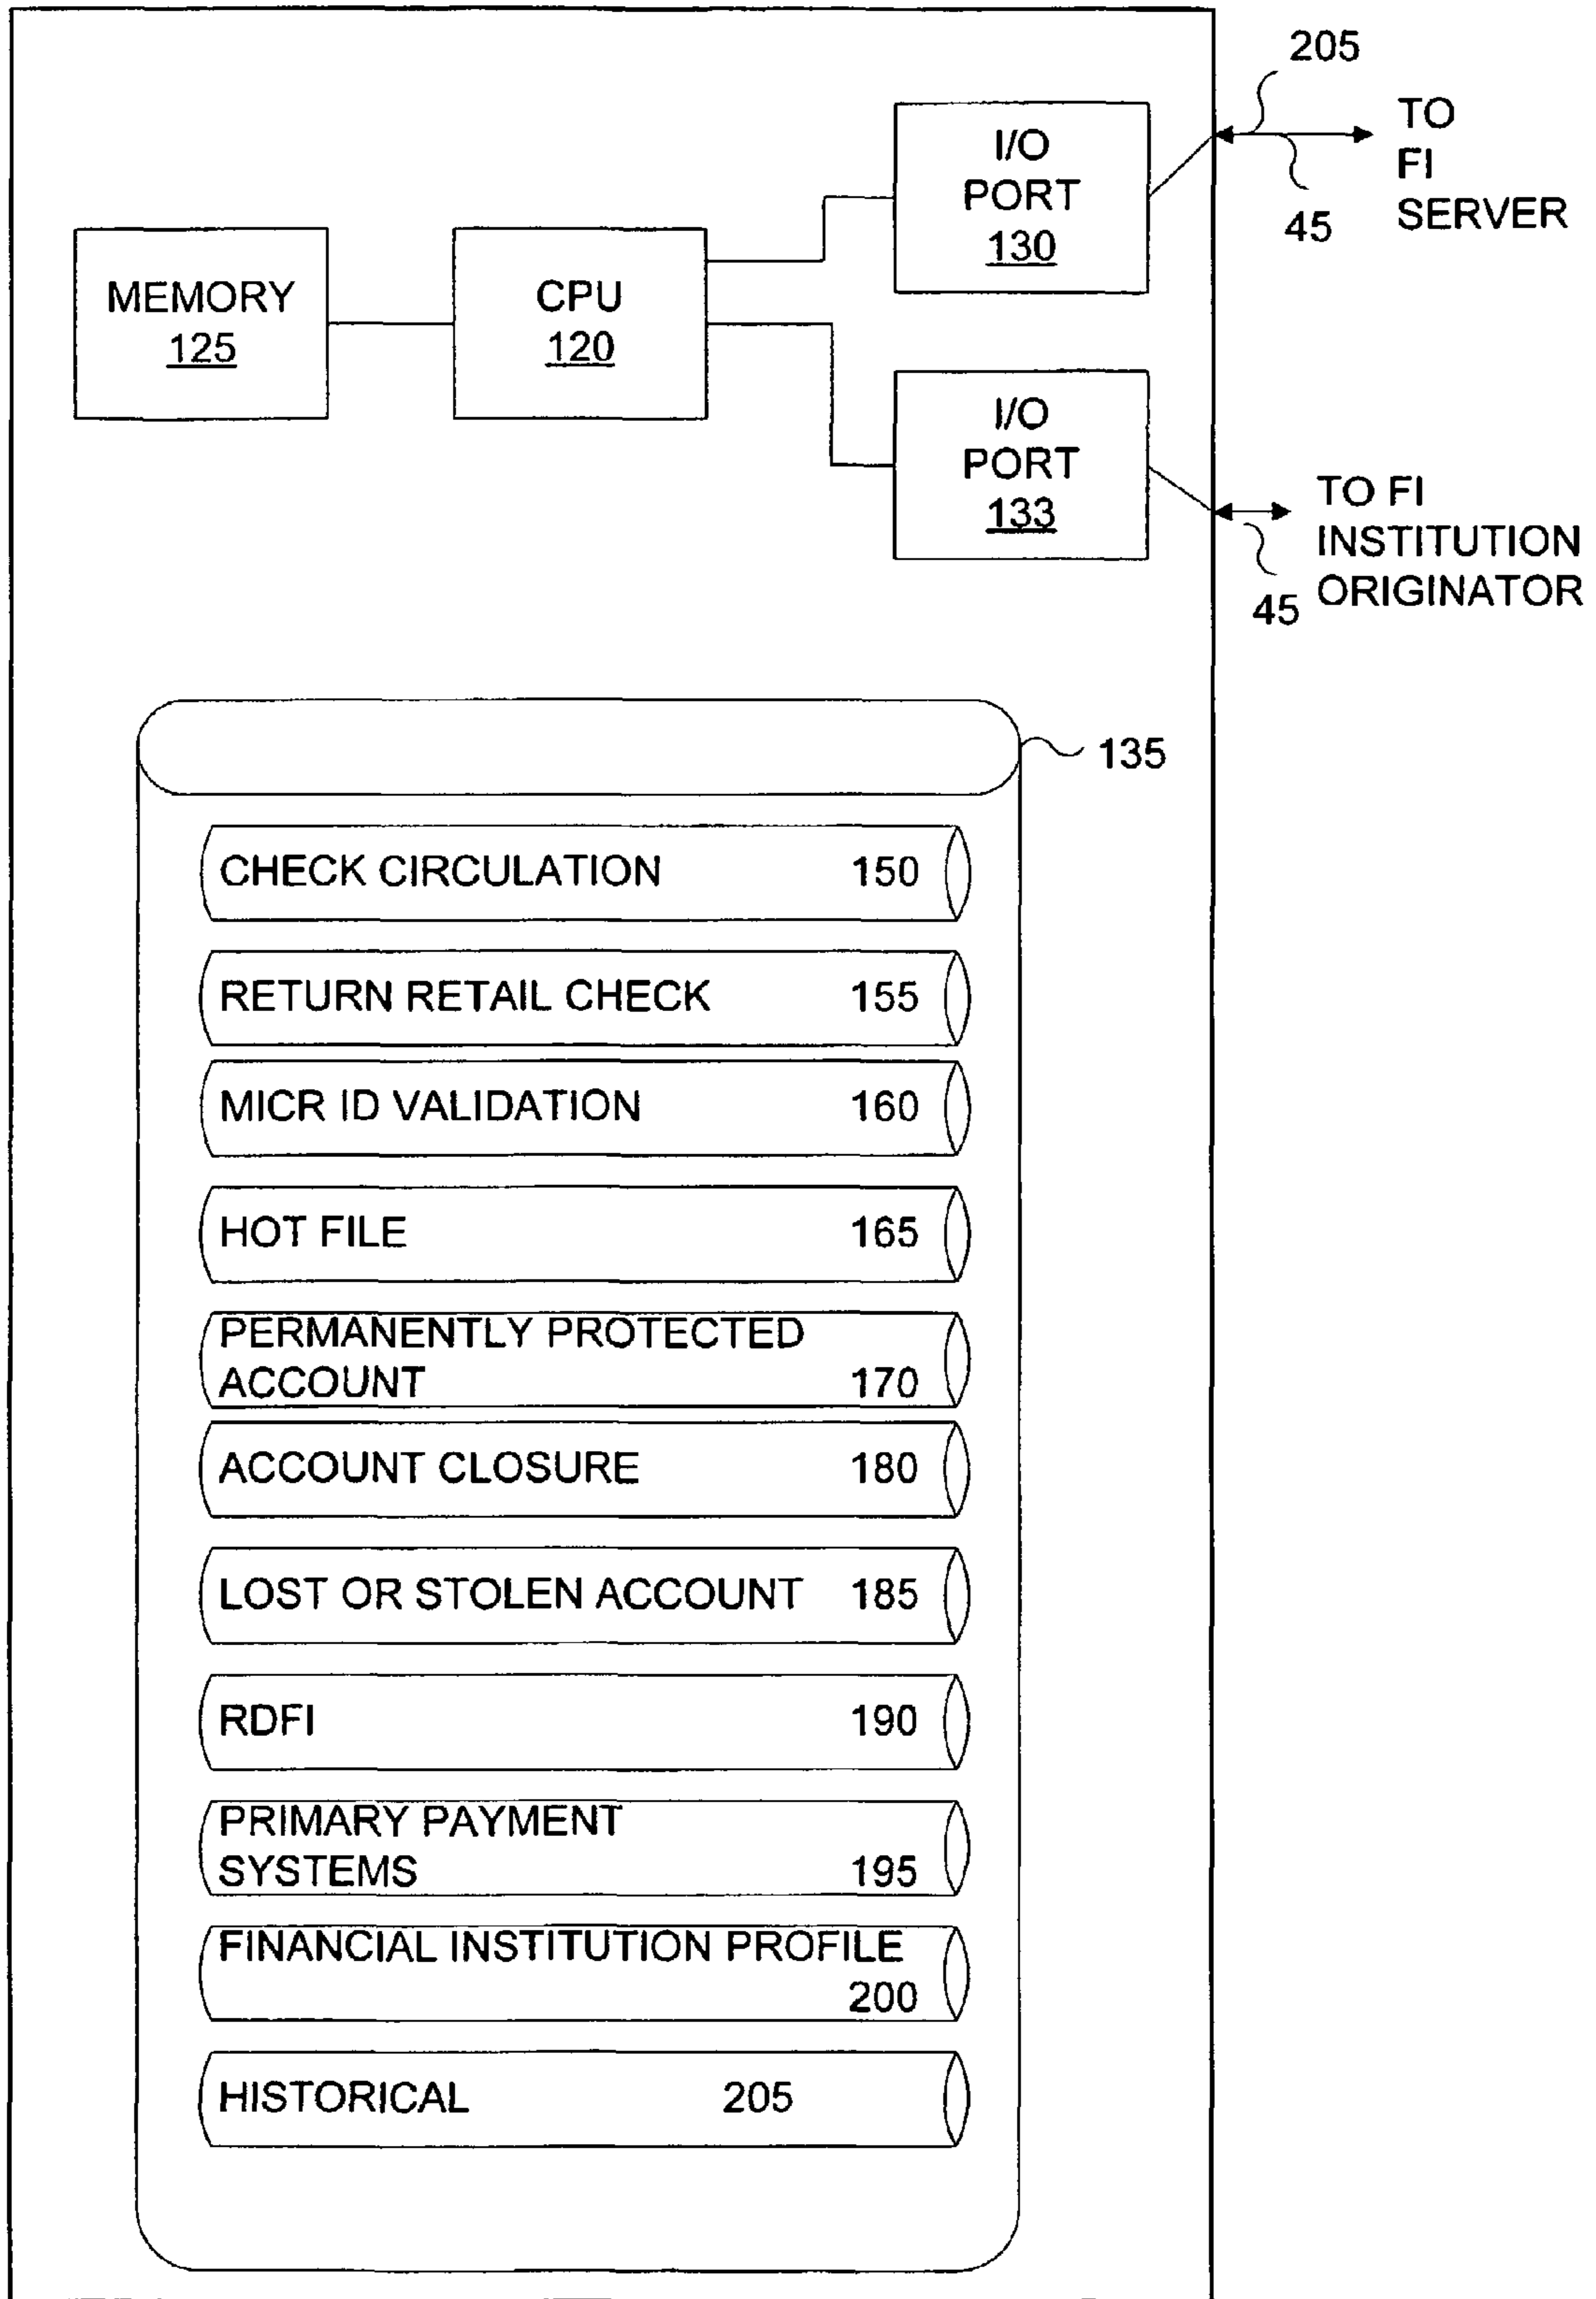 205
TO
FI
SERVER
45
I/O
PORT
130
MEMORY
125
CPU
120
I/O
PORT
133
TO FI
INSTITUTION
ORIGINATOR
45
135
CHECK CIRCULATION 150
RETURN RETAIL CHECK 155
MICR ID VALIDATION 160
HOT FILE 165
PERMANENTLY PROTECTED
ACCOUNT 170
ACCOUNT CLOSURE 180
LOST OR STOLEN ACCOUNT 185
RDFI 190
PRIMARY PAYMENT
SYSTEMS 195
FINANCIAL INSTITUTION PROFILE
200
HISTORICAL 205